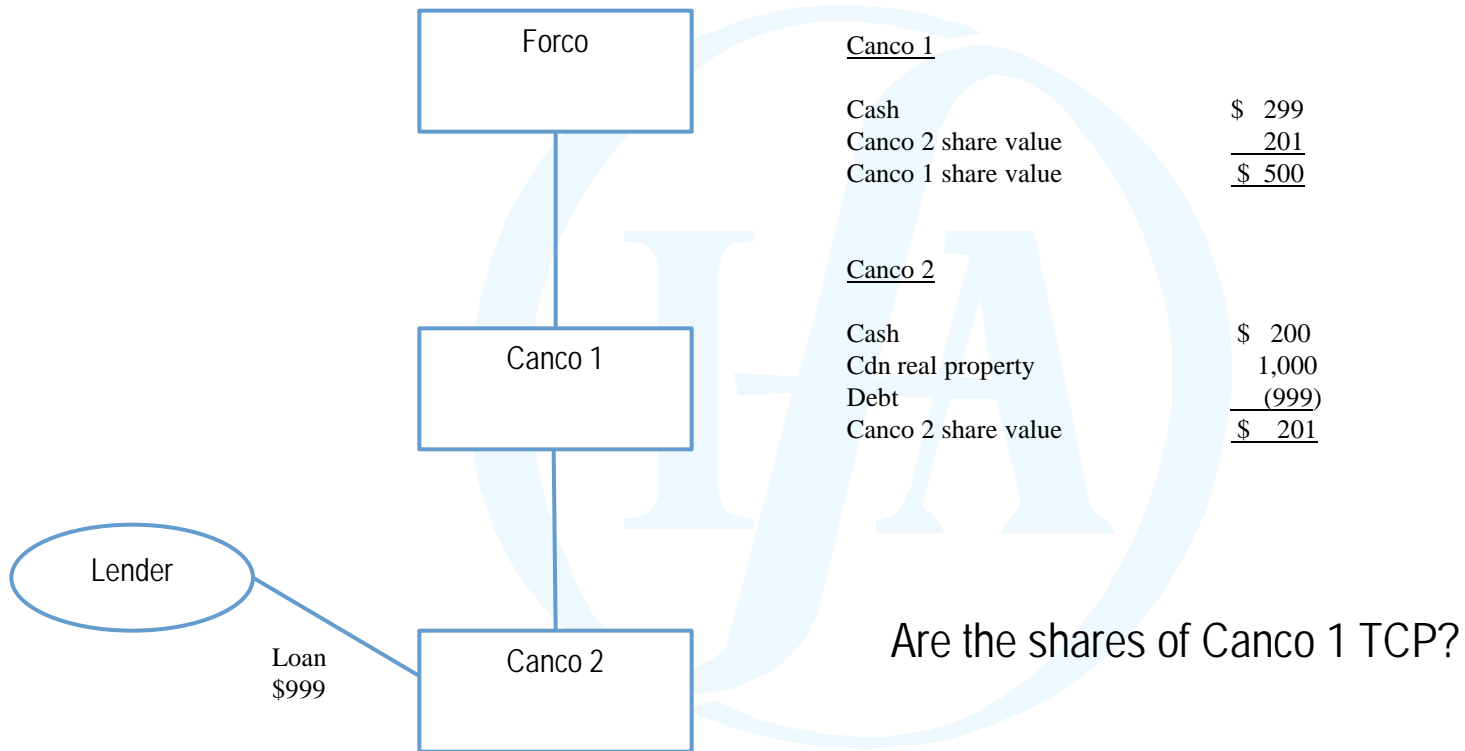 Forco
Canco 1
Cash $ 299
Canco 2 share value 201
Canco 1 share value $ 500
Canco 2
Cash $ 200
Cdn real property 1,000
Debt (999)
Canco 2 share value $ 201
Canco 1
Lender
Loan
$999
Canco 2
Are the shares of Canco 1 TCP?
IfA